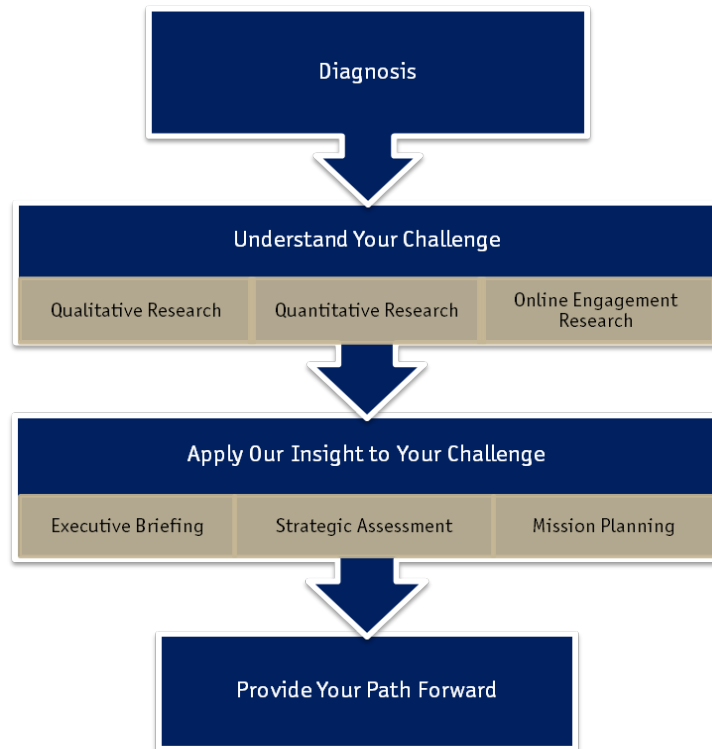 Diagnosis
Understand Your Challenge
Qualitative Research
Quantitative Research
Online Engagement
Research
Apply Our Insight to Your Challenge
Executive Briefing
Strategic Assessment
Mission Planning
Provide Your Path Forward